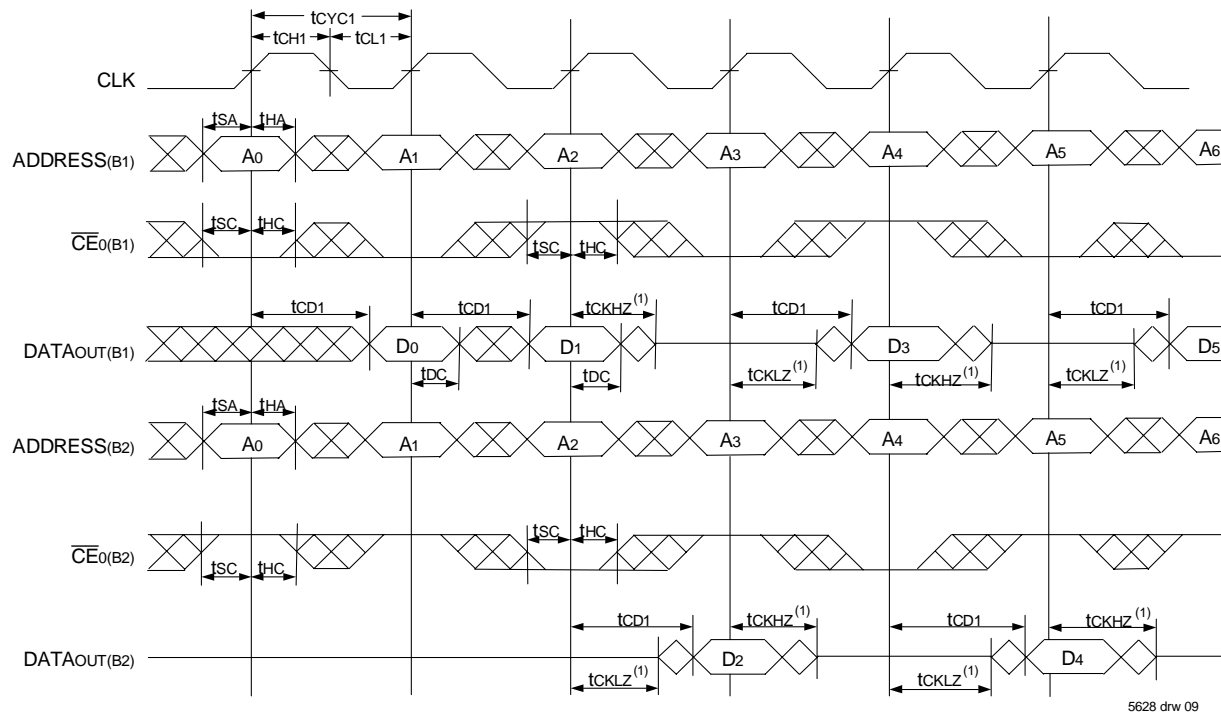 tCYC1
tCH1 tCL1
CLK
tSA tHA
ADDRESS(B1) A0 A1 A2 A3 A4 A5 A6
tSC tHC
CE0(B1)
tSC tHC
tCD1 tCD1 tCKHZ(1) tCD1 tCD1
DATAOUT(B1) D0 D1 D3 D5
tDC tDC tCKLZ(1) tCKHZ(1) tCKLZ(1)
tSA tHA
ADDRESS(B2) A0 A1 A2 A3 A4 A5 A6
tSC tHC
CE0(B2)
tSC tHC
tCD1 tCKHZ(1) tCD1 tCKHZ(1)
DATAOUT(B2) D2 D4
tCKLZ(1) tCKLZ(1)
5628 drw 09